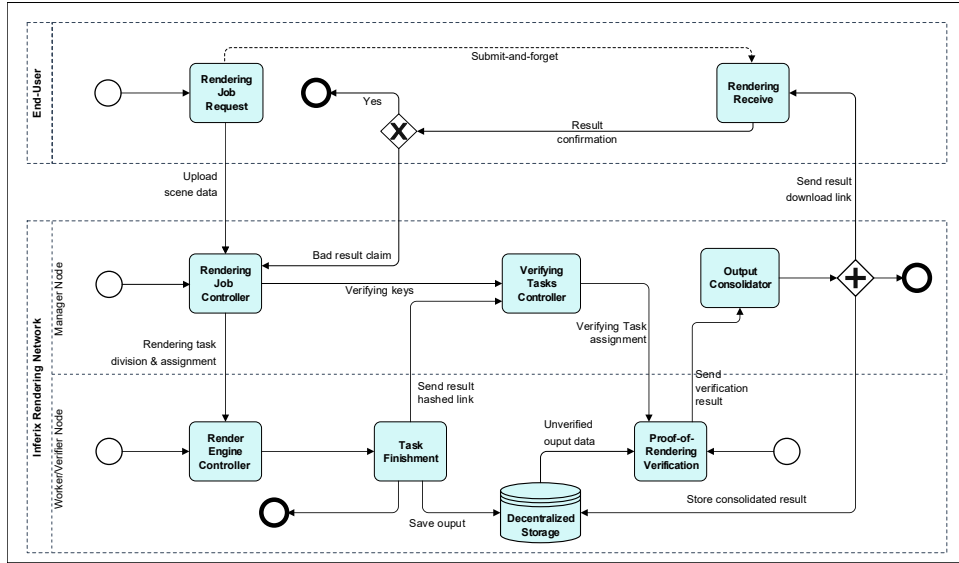 End-User
Submit-and-forget
Rendering
Job
Request
Rendering
Receive
Yes
X
Result
confirmation
Upload
scene data
Send result
download link
Inferix Rendering Network
Manager Node
Bad result claim
Rendering
Job
Controller
Verifying keys
Verifying
Tasks
Controller
Output
Consolidator
Verifying Task
assignment
Rendering task
division & assignment
Send result
hashed link
Send
verification
result
Worker/Verifier Node
Render
Engine
Controller
Task
Finishment
Unverified
ouput data
Proof-of-
Rendering
Verification
Save ouput
Decentralized
Storage
Store consolidated result